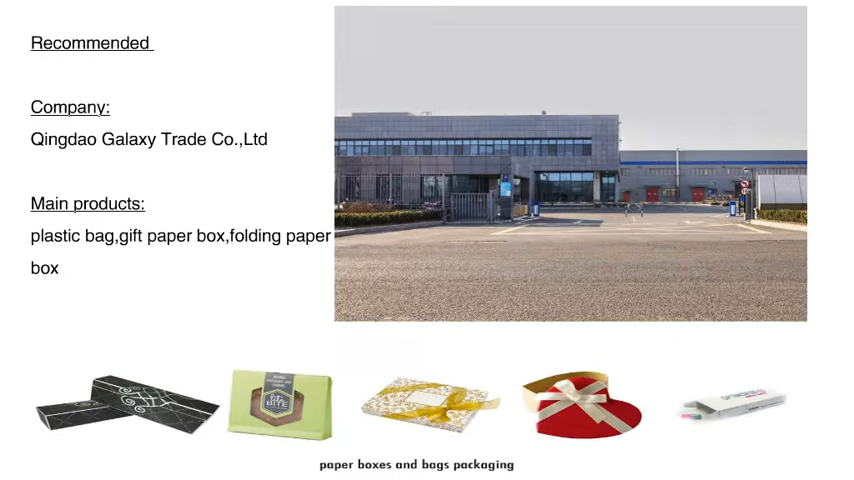 Recommended
Company:
Qingdao Galaxy Trade Co.,Ltd
Main products:
plastic bag,gift paper box,folding paper
box
BITE
paper boxes and bags packaging